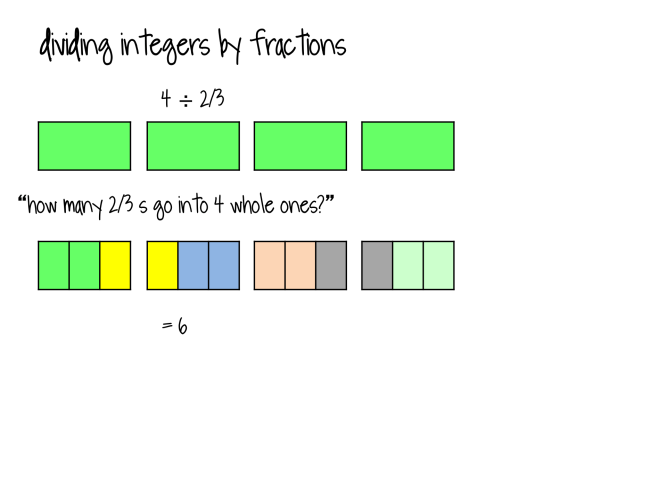 dividing integers by fractions
4 ÷ 2/3
“how many 2/3 s go into 4 whole ones?”
= 6